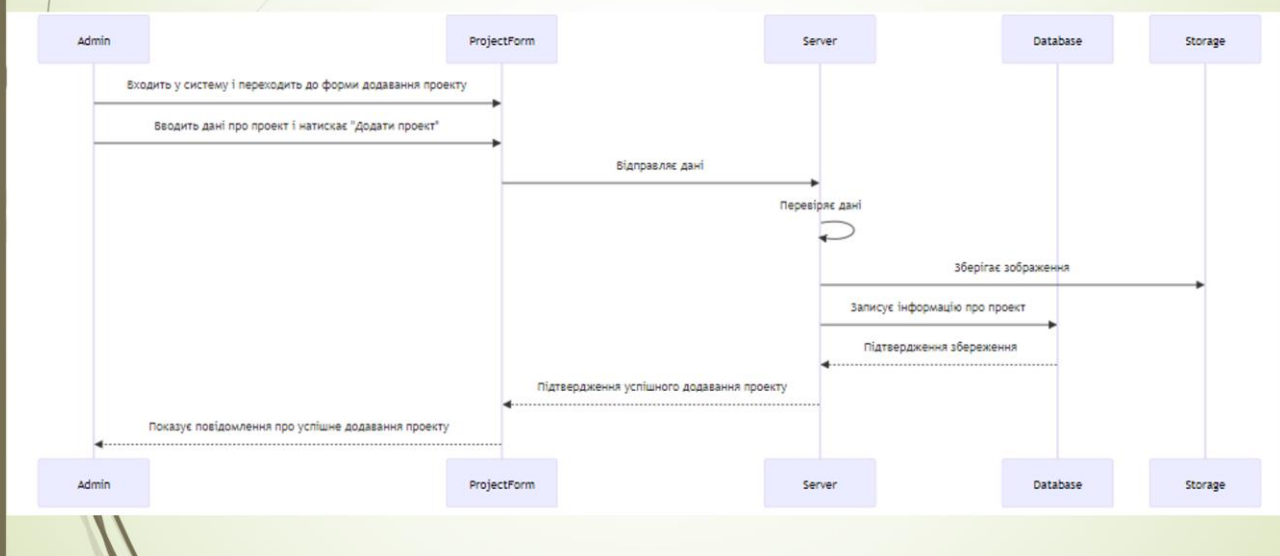 Admin
ProjectForm
Server
Database
Storage
Входить у систему і переходить до форми додавання проекту
Вводить дані про проект і натискає "Додати проект"
Відправляє дані
Перевіряє дані
Зберігає зображення
Записує інформацію про проект
Підтвердження збереження
Підтвердження успішного додавання проекту
Показує повідомлення про успішне додавання проекту
Admin
ProjectForm
Server
Database
Storage